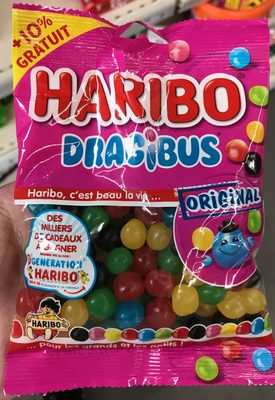 +10%
GRATUIT
HARIBO
DRAGIBUS
Haribo, c'est beau la vie...
ORIGINAL
DES
MILLIERS
DE CADEAUX
À GAGNER
GENERATION
HARIBO
HARIBO
... pour les grands et les petits !